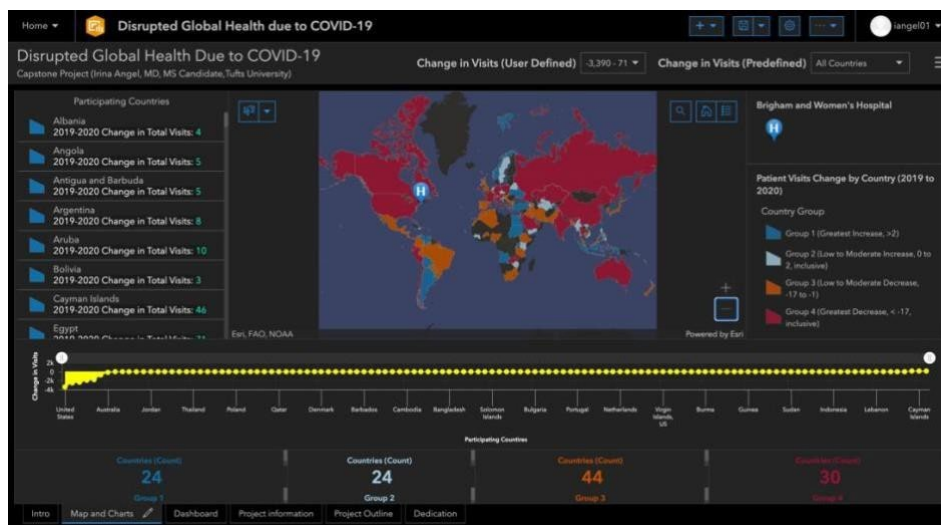 Home
Disrupted Global Health due to COVID-19
iangel01
Disrupted Global Health Due to COVID-19
Capstone Project (Irina Angel, MD, MS Candidate,Tufts University)
Change in Visits (User Defined) -3,390 - 71
Change in Visits (Predefined) All Countries
Participating Countries
Albania
2019-2020 Change in Total Visits: 4
Angola
2019-2020 Change in Total Visits: 5
Antigua and Barbuda
2019-2020 Change in Total Visits: 5
Argentina
2019-2020 Change in Total Visits: 8
Aruba
2019-2020 Change in Total Visits: 10
Bolivia
2019-2020 Change in Total Visits: 3
Cayman Islands
2019-2020 Change in Total Visits: 46
Egypt
2019-2020 Change in Total Visits: 71
H
Esri, FAO, NOAA
Powered by Esri
Brigham and Women's Hospital
H
Patient Visits Change by Country (2019 to
2020)
Country Group
Group 1 (Greatest Increase, >2)
Group 2 (Low to Moderate Increase, 0 to
2, inclusive)
Group 3 (Low to Moderate Decrease,
-17 to -1)
Group 4 (Greatest Decrease, < -17,
inclusive)
Change in Visits
2k
0
-2k
-4k
United States
Australia
Jordan
Thailand
Poland
Qatar
Denmark
Barbados
Cambodia
Bangladesh
Solomon Islands
Bulgaria
Portugal
Netherlands
Virgin Islands, US
Burma
Guinea
Sudan
Indonesia
Lebanon
Cayman Islands
Participating Countires
Countries (Count)
24
Group 1
Countries (Count)
24
Group 2
Countries (Count)
44
Group 3
Countries (Count)
30
Group 4
Intro
Map and Charts
Dashboard
Project information
Project Outline
Dedication